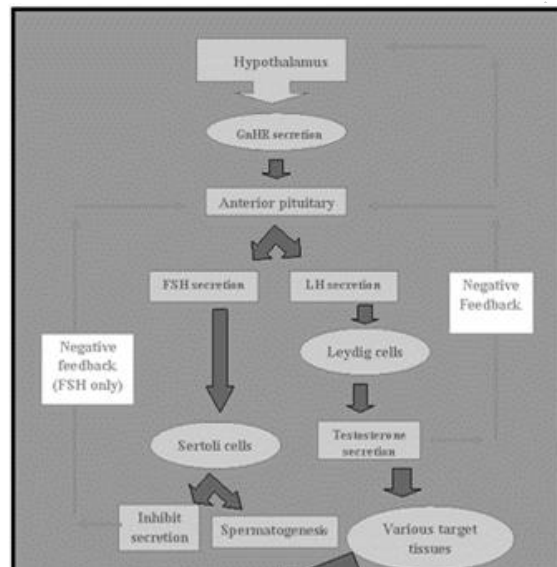 Hypothalamus
GnHR secretion
Anterior pituitary
FSH secretion
LH secretion
Negative
Feedback
Negative
feedback
(FSH only)
Leydig cells
Sertoli cells
Testosterone
secretion
Inhibit
secretion
Spermatogenesis
Various target
tissues